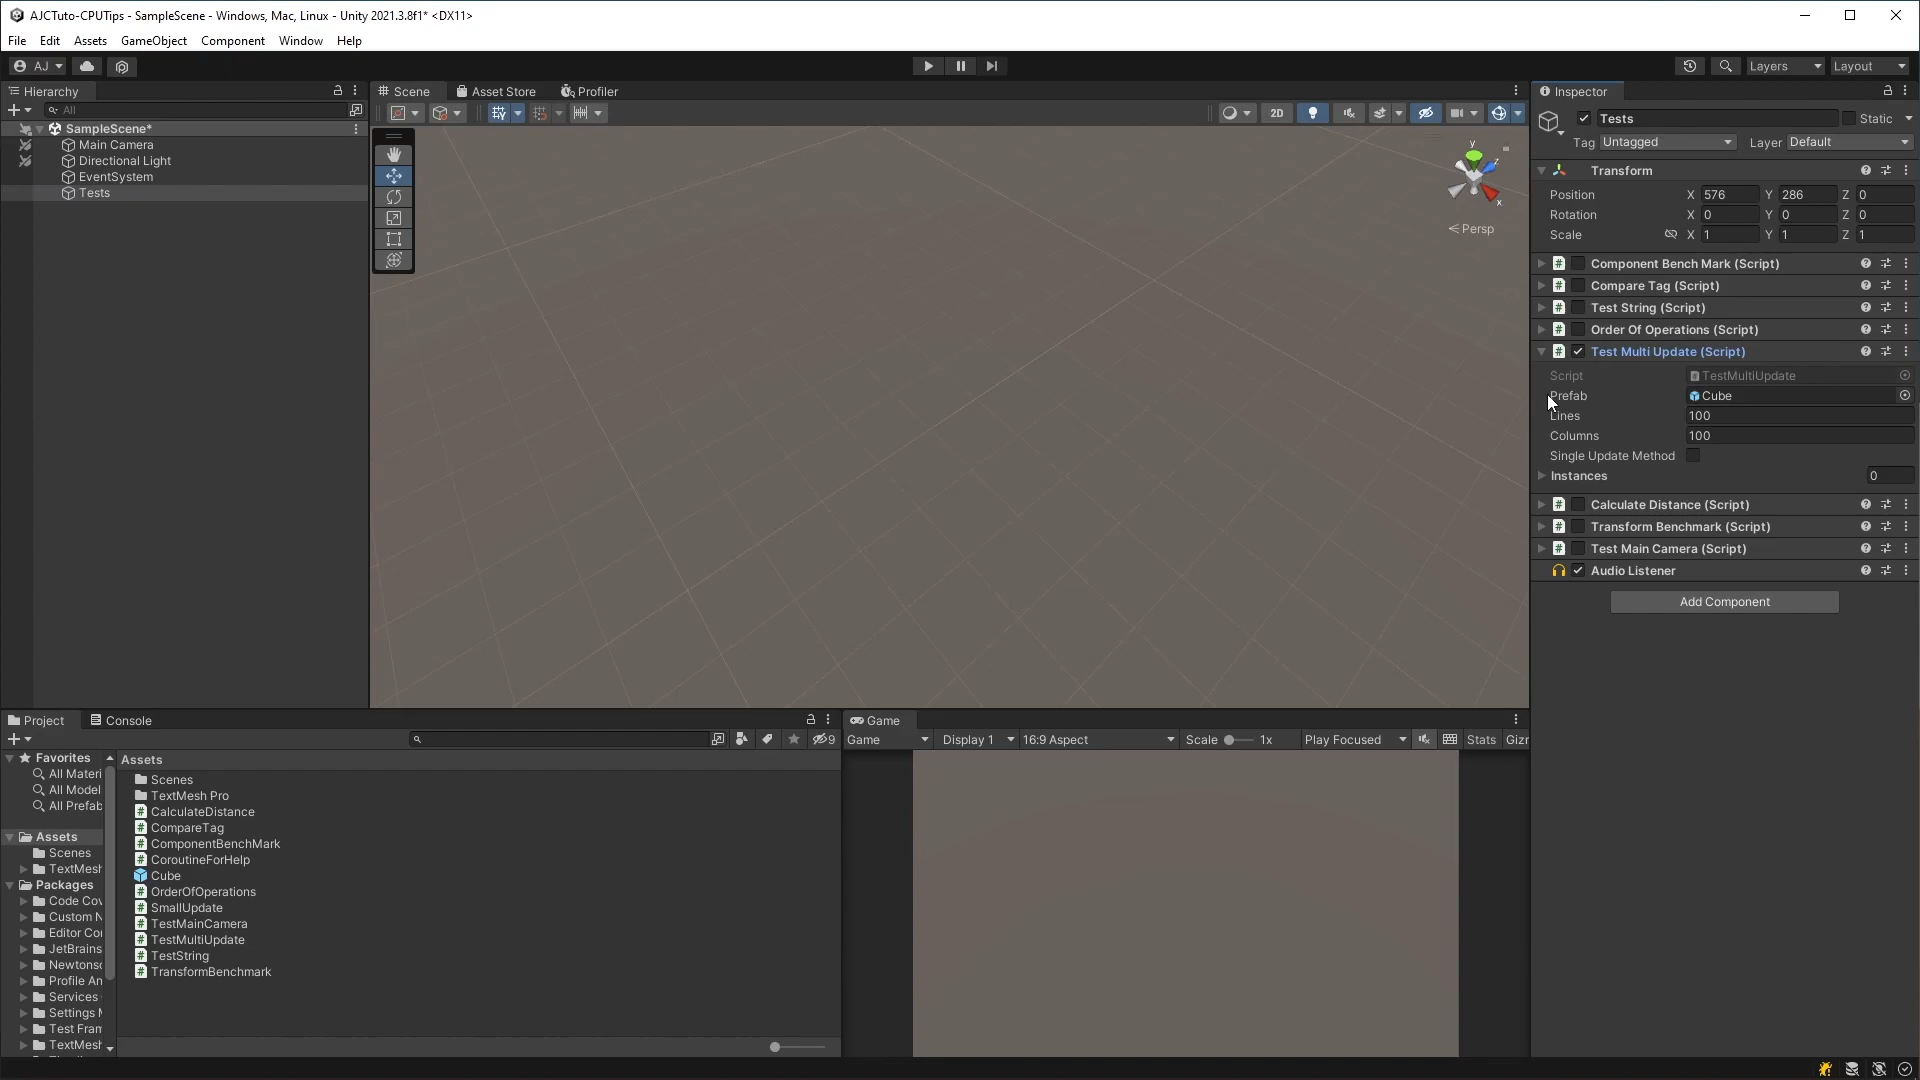 AJCTuto-CPUTips - SampleScene - Windows, Mac, Linux - Unity 2021.3.8f1* <DX11>
File Edit Assets GameObject Component Window Help
AJ Layers Layout
Hierarchy
All
SampleScene*
Main Camera
Directional Light
EventSystem
Tests
Scene Asset Store Profiler
2D
y
z
x
Persp
Inspector
Tests Static
Tag Untagged Layer Default
Transform
Position X 576 Y 286 Z 0
Rotation X 0 Y 0 Z 0
Scale X 1 Y 1 Z 1
# Component Bench Mark (Script)
# Compare Tag (Script)
# Test String (Script)
# Order Of Operations (Script)
# Test Multi Update (Script)
Script TestMultiUpdate
Prefab Cube
Lines 100
Columns 100
Single Update Method
Instances 0
# Calculate Distance (Script)
# Transform Benchmark (Script)
# Test Main Camera (Script)
Audio Listener
Add Component
Project Console
9
Favorites
All Materi
All Model
All Prefab
Assets
Scenes
TextMesh
Packages
Code Cov
Custom N
Editor Cor
JetBrains
Newtonso
Profile An
Services
Settings M
Test Fram
TextMesh
Assets
Scenes
TextMesh Pro
# CalculateDistance
# CompareTag
# ComponentBenchMark
# CoroutineForHelp
Cube
# OrderOfOperations
# SmallUpdate
# TestMainCamera
# TestMultiUpdate
# TestString
# TransformBenchmark
Game
Game Display 1 16:9 Aspect Scale 1x Play Focused Stats Giz